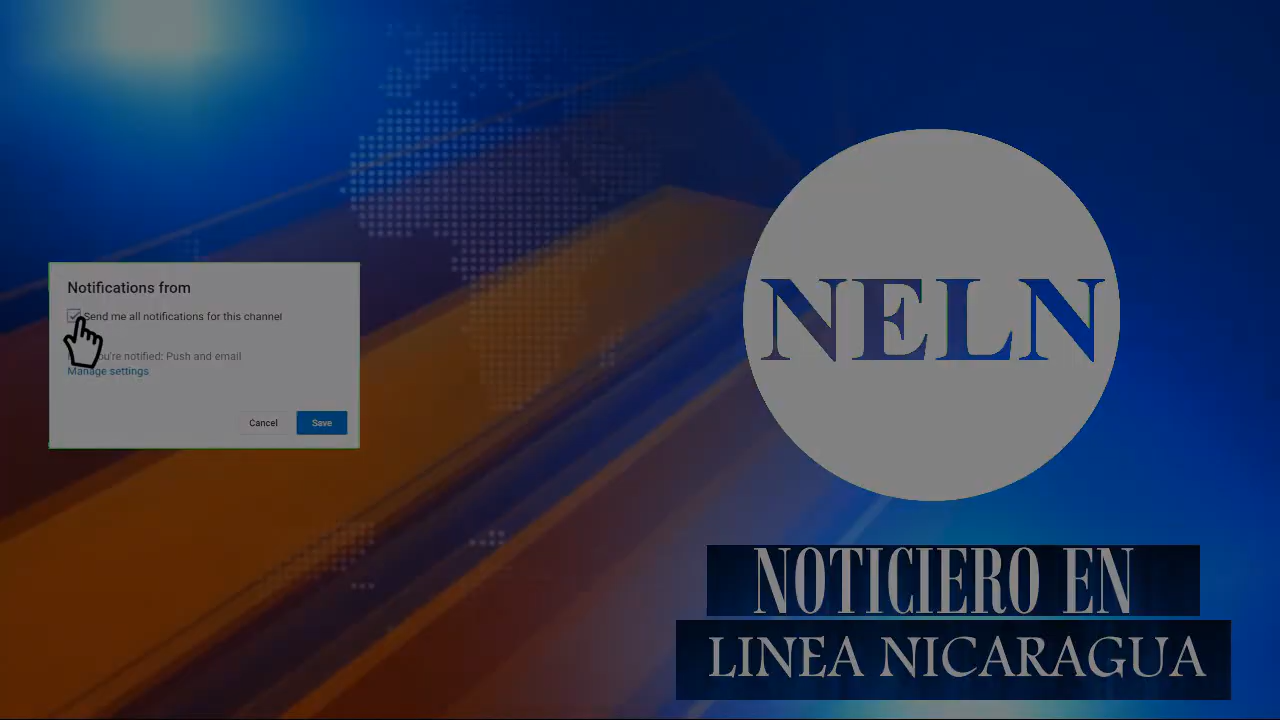 Notifications from
Send me all notifications for this channel
you're notified: Push and email
Manage settings
Cancel
Save
NELN
NOTICIERO EN
LINEA NICARAGUA